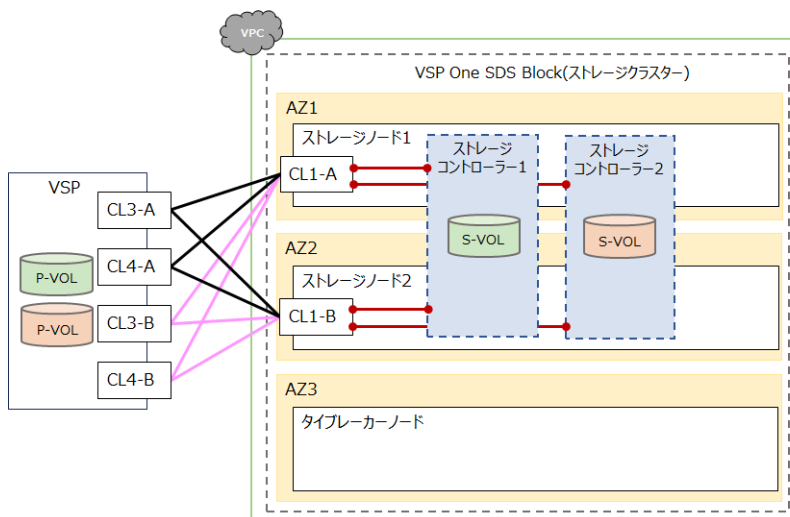 VPC
VSP One SDS Block(ストレージクラスター)
AZ1
ストレージノード1
CL1-A
ストレージ
コントローラー1
ストレージ
コントローラー2
S-VOL
S-VOL
VSP
CL3-A
CL4-A
CL3-B
CL4-B
P-VOL
P-VOL
AZ2
ストレージノード2
CL1-B
AZ3
タイブレーカーノード